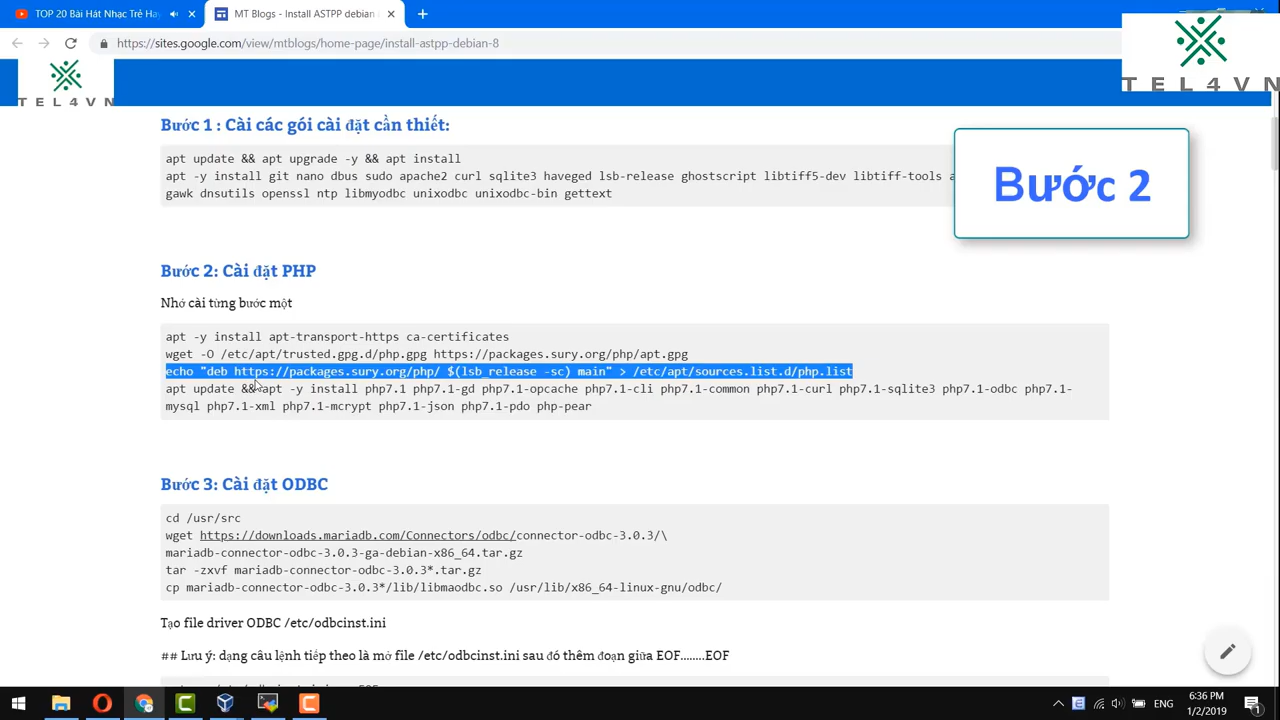 TOP 20 Bài Hát Nhạc Trẻ Ha
MT Blogs - Install ASTPP debian
https://sites.google.com/view/mtblogs/home-page/install-astpp-debian-8
TEL4VN
TEL4VN
Bước 1 : Cài các gói cài đặt cần thiết:
apt update && apt upgrade -y && apt install
apt -y install git nano dbus sudo apache2 curl sqlite3 haveged lsb-release ghostscript libtiff5-dev libtiff-tools a
gawk dnsutils openssl ntp libmyodbc unixodbc unixodbc-bin gettext
Bước 2
Bước 2: Cài đặt PHP
Nhớ cài từng bước một
apt -y install apt-transport-https ca-certificates
wget -O /etc/apt/trusted.gpg.d/php.gpg https://packages.sury.org/php/apt.gpg
echo "deb https://packages.sury.org/php/ $(lsb_release -sc) main" > /etc/apt/sources.list.d/php.list
apt update && apt -y install php7.1 php7.1-gd php7.1-opcache php7.1-cli php7.1-common php7.1-curl php7.1-sqlite3 php7.1-odbc php7.1-
mysql php7.1-xml php7.1-mcrypt php7.1-json php7.1-pdo php-pear
Bước 3: Cài đặt ODBC
cd /usr/src
wget https://downloads.mariadb.com/Connectors/odbc/connector-odbc-3.0.3/\
mariadb-connector-odbc-3.0.3-ga-debian-x86_64.tar.gz
tar -zxvf mariadb-connector-odbc-3.0.3*.tar.gz
cp mariadb-connector-odbc-3.0.3*/lib/libmaodbc.so /usr/lib/x86_64-linux-gnu/odbc/
Tạo file driver ODBC /etc/odbcinst.ini
## Lưu ý: dạng câu lệnh tiếp theo là mở file /etc/odbcinst.ini sau đó thêm đoạn giữa EOF........EOF
ENG
6:36 PM
1/2/2019